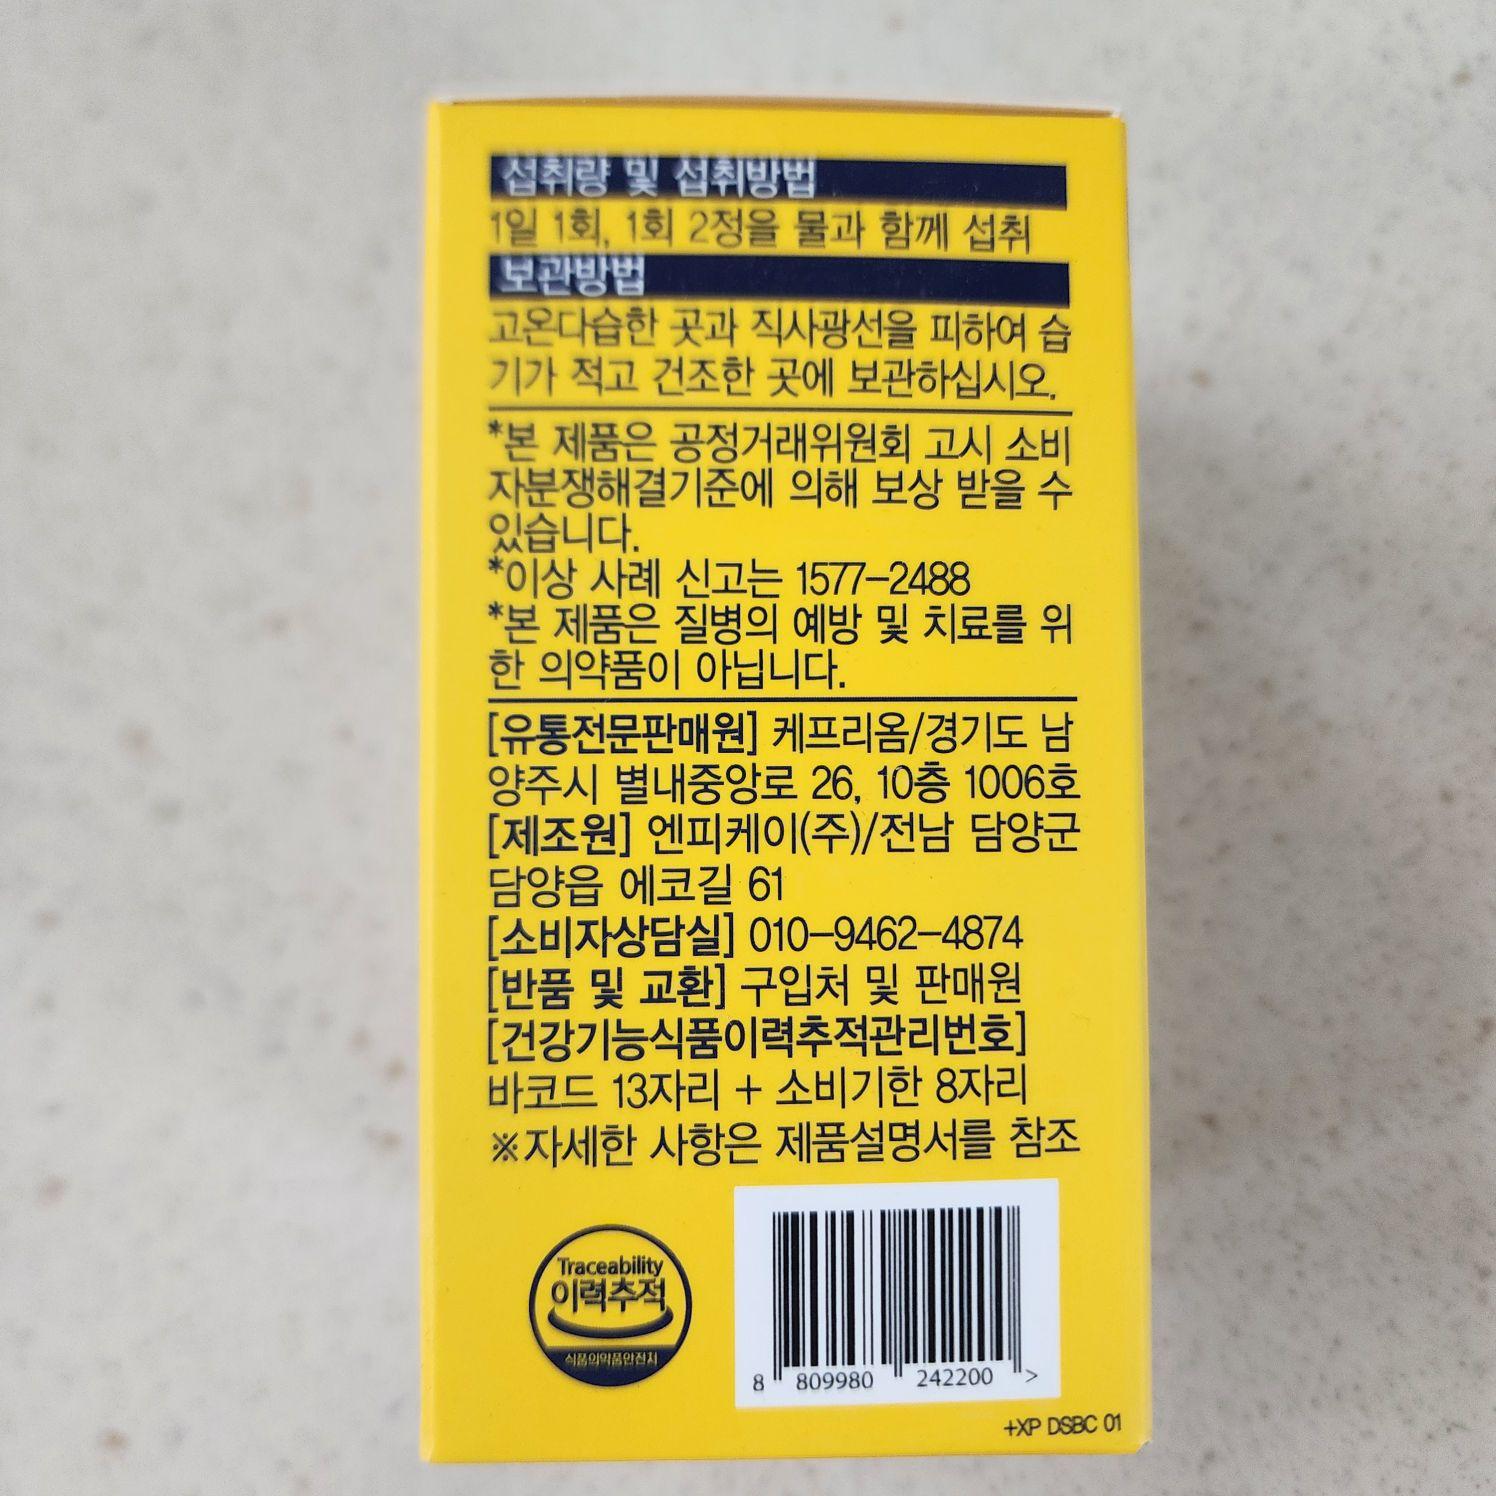 섭취량 및 섭취방법
1일 1회, 1회 2정을 물과 함께 섭취
보관방법
고온다습한 곳과 직사광선을 피하여 습
기가 적고 건조한 곳에 보관하십시오.
*본 제품은 공정거래위원회 고시 소비
자분쟁해결기준에 의해 보상 받을 수
있습니다.
*이상 사례 신고는 1577-2488
*본 제품은 질병의 예방 및 치료를 위
한 의약품이 아닙니다.
[유통전문판매원] 케프리옴/경기도 남
양주시 별내중앙로 26, 10층 1006호
[제조원] 엔피케이(주)/전남 담양군
담양읍 에코길 61
[소비자상담실] 010-9462-4874
[반품 및 교환] 구입처 및 판매원
[건강기능식품이력추적관리번호]
바코드 13자리 + 소비기한 8자리
※자세한 사항은 제품설명서를 참조
Traceability
이력추적
식품의약품안전처
8 809980 242200 >
+XP DSBC 01